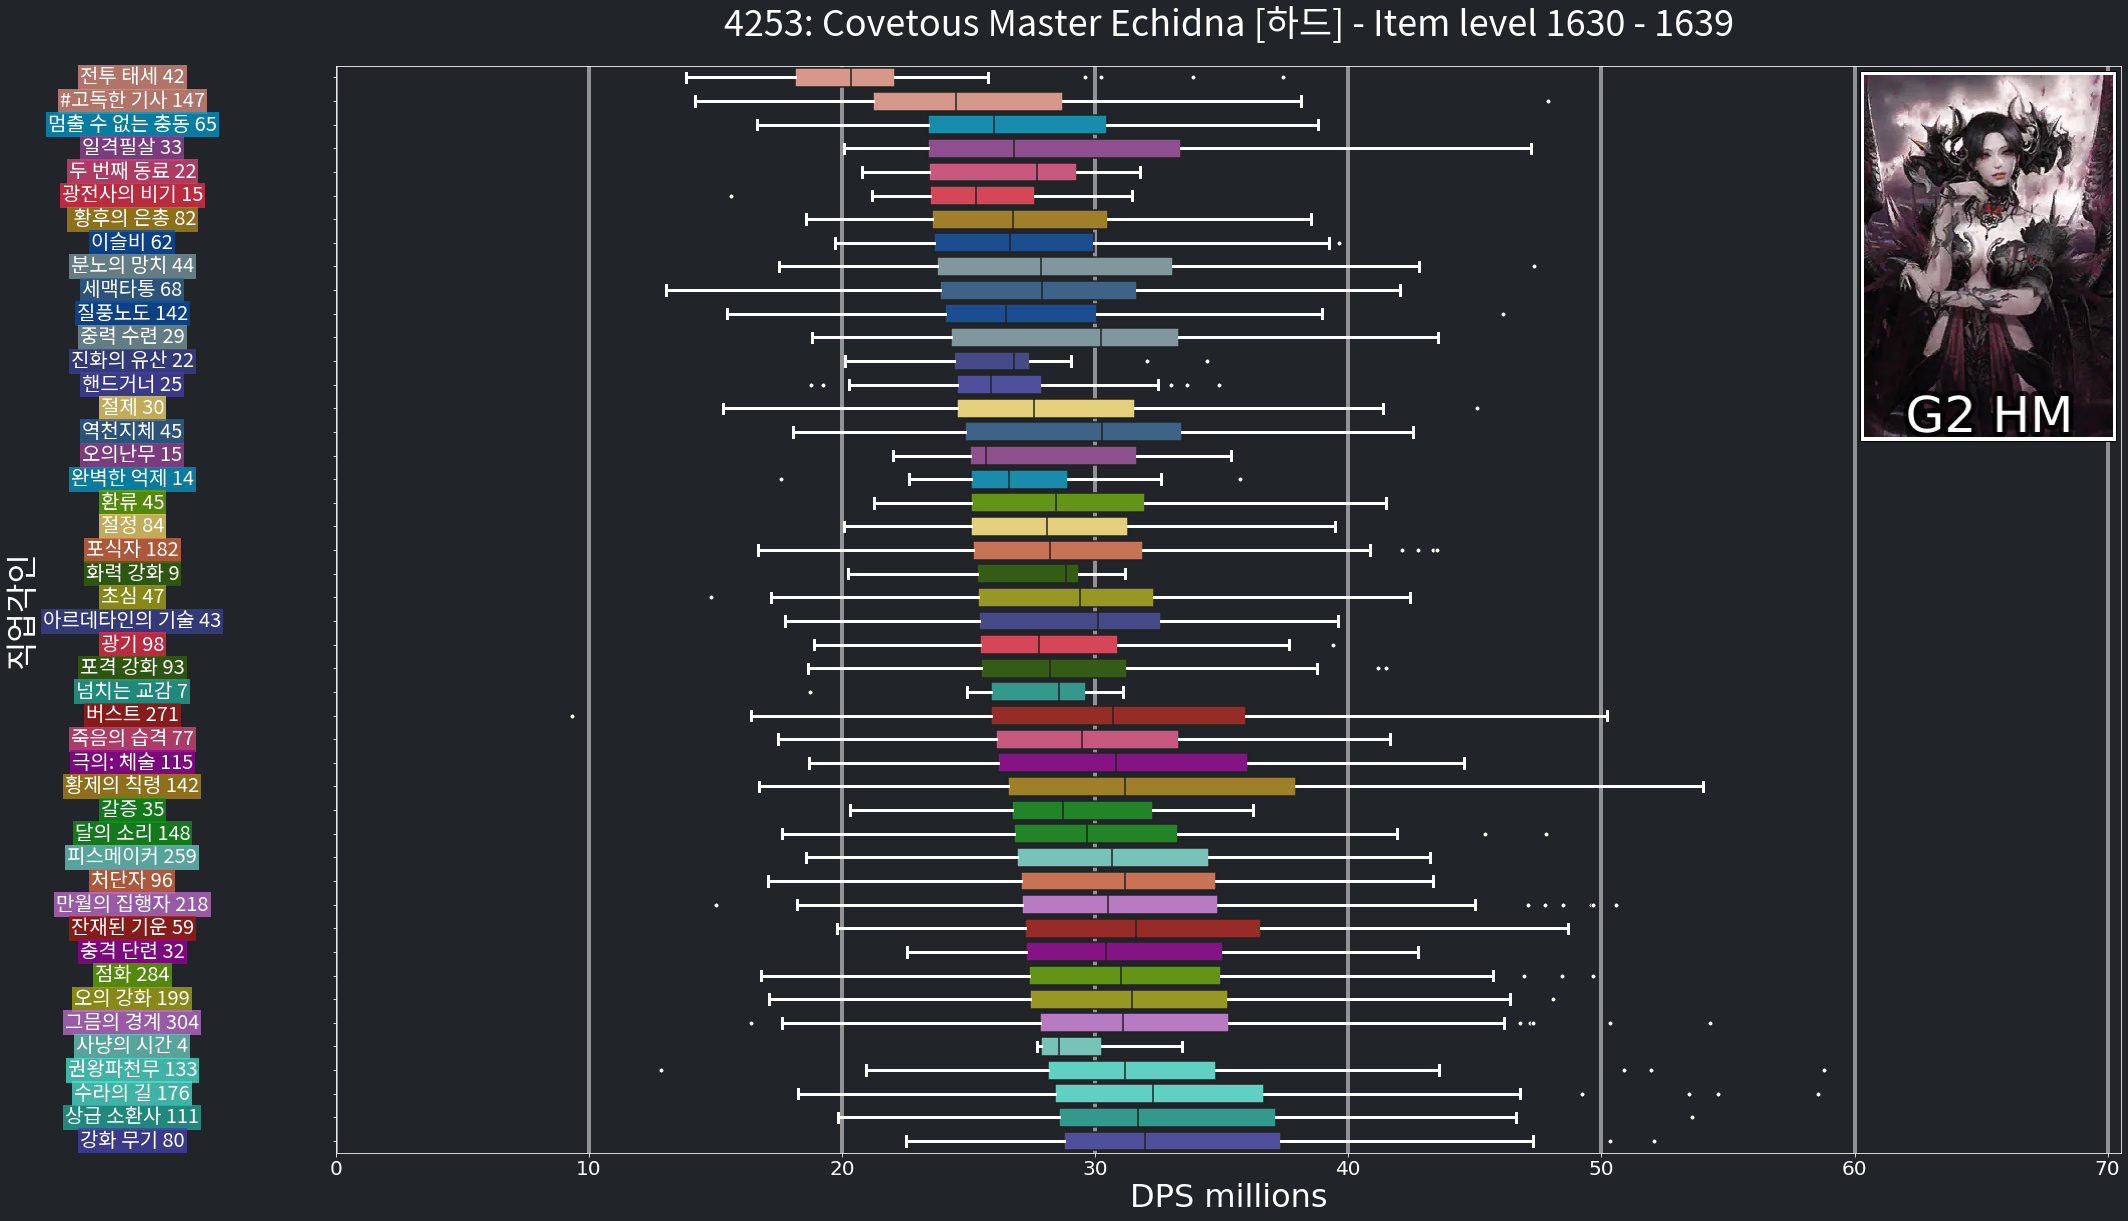 4253: Covetous Master Echidna [하드] - Item level 1630 - 1639
전투 태세 42
#고독한 기사 147
멈출 수 없는 충동 65
일격필살 33
두 번째 동료 22
광전사의 비기 15
황후의 은총 82
이슬비 62
분노의 망치 44
세맥타통 68
질풍노도 142
중력 수련 29
진화의 유산 22
핸드거너 25
절제 30
역천지체 45
오의난무 15
완벽한 억제 14
환류 45
절정 84
포식자 182
화력 강화 9
초심 47
아르데타인의 기술 43
광기 98
포격 강화 93
넘치는 교감 7
버스트 271
죽음의 습격 77
극의: 체술 115
황제의 칙령 142
갈증 35
달의 소리 148
피스메이커 259
처단자 96
만월의 집행자 218
잔재된 기운 59
충격 단련 32
점화 284
오의 강화 199
그믐의 경계 304
사냥의 시간 4
권왕파천무 133
수라의 길 176
상급 소환사 111
강화 무기 80
직업각인
G2 HM
0 10 20 30 40 50 60 70
DPS millions